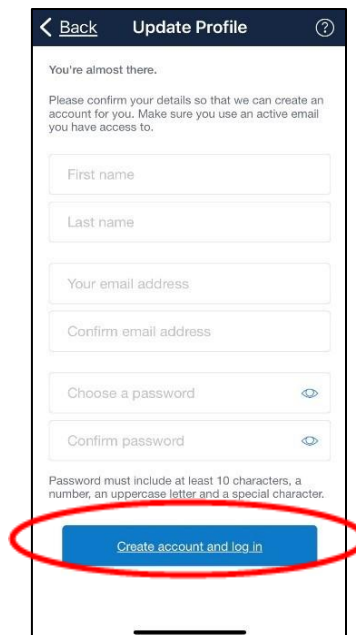 Back Update Profile ?
You're almost there.
Please confirm your details so that we can create an
account for you. Make sure you use an active email
you have access to.
First name
Last name
Your email address
Confirm email address
Choose a password
Confirm password
Password must include at least 10 characters, a
number, an uppercase letter and a special character.
Create account and log in